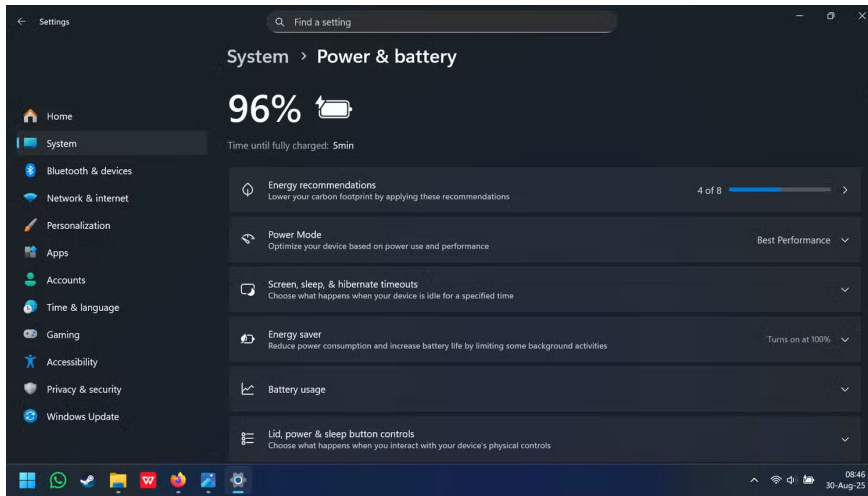 Settings
Find a setting
System > Power & battery
96%
Time until fully charged: 5min
Home
System
Bluetooth & devices
Network & internet
Personalization
Apps
Accounts
Time & language
Gaming
Accessibility
Privacy & security
Windows Update
Energy recommendations
Lower your carbon footprint by applying these recommendations
4 of 8
Power Mode
Optimize your device based on power use and performance
Best Performance
Screen, sleep, & hibernate timeouts
Choose what happens when your device is idle for a specified time
Energy saver
Reduce power consumption and increase battery life by limiting some background activities
Turns on at 100%
Battery usage
Lid, power & sleep button controls
Choose what happens when you interact with your device's physical controls
W
08:46
30-Aug-25